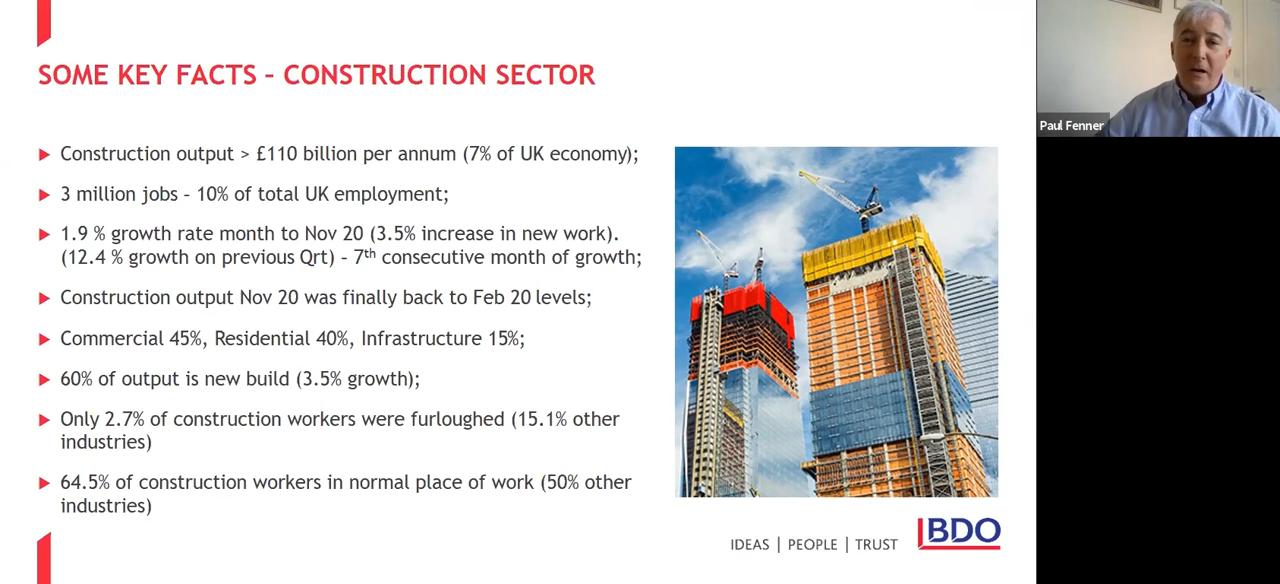 SOME KEY FACTS – CONSTRUCTION SECTOR
Construction output > £110 billion per annum (7% of UK economy);
3 million jobs – 10% of total UK employment;
1.9 % growth rate month to Nov 20 (3.5% increase in new work).
(12.4 % growth on previous Qrt) – 7th consecutive month of growth;
Construction output Nov 20 was finally back to Feb 20 levels;
Commercial 45%, Residential 40%, Infrastructure 15%;
60% of output is new build (3.5% growth);
Only 2.7% of construction workers were furloughed (15.1% other
industries)
64.5% of construction workers in normal place of work (50% other
industries)
IDEAS | PEOPLE | TRUST
BDO
Paul Fenner